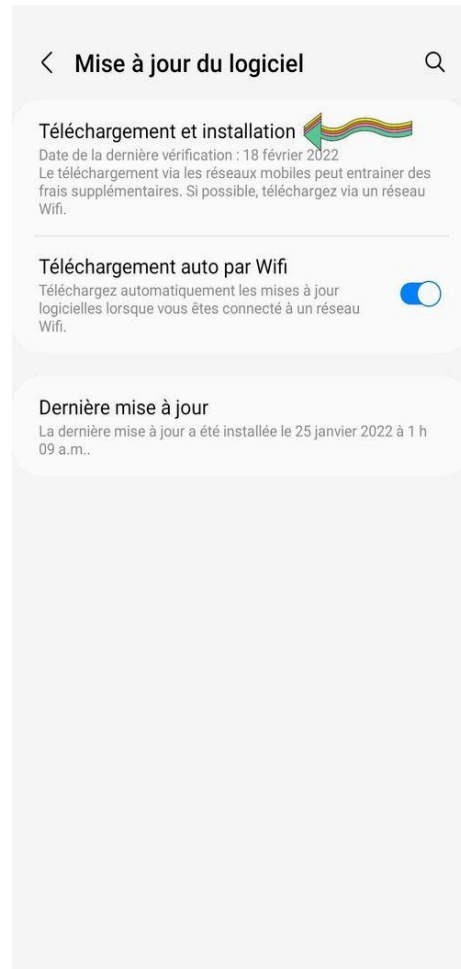 Mise à jour du logiciel
Téléchargement et installation
Date de la dernière vérification : 18 février 2022
Le téléchargement via les réseaux mobiles peut entrainer des
frais supplémentaires. Si possible, téléchargez via un réseau
Wifi.
Téléchargement auto par Wifi
Téléchargez automatiquement les mises à jour
logicielles lorsque vous êtes connecté à un réseau
Wifi.
Dernière mise à jour
La dernière mise à jour a été installée le 25 janvier 2022 à 1 h
09 a.m..